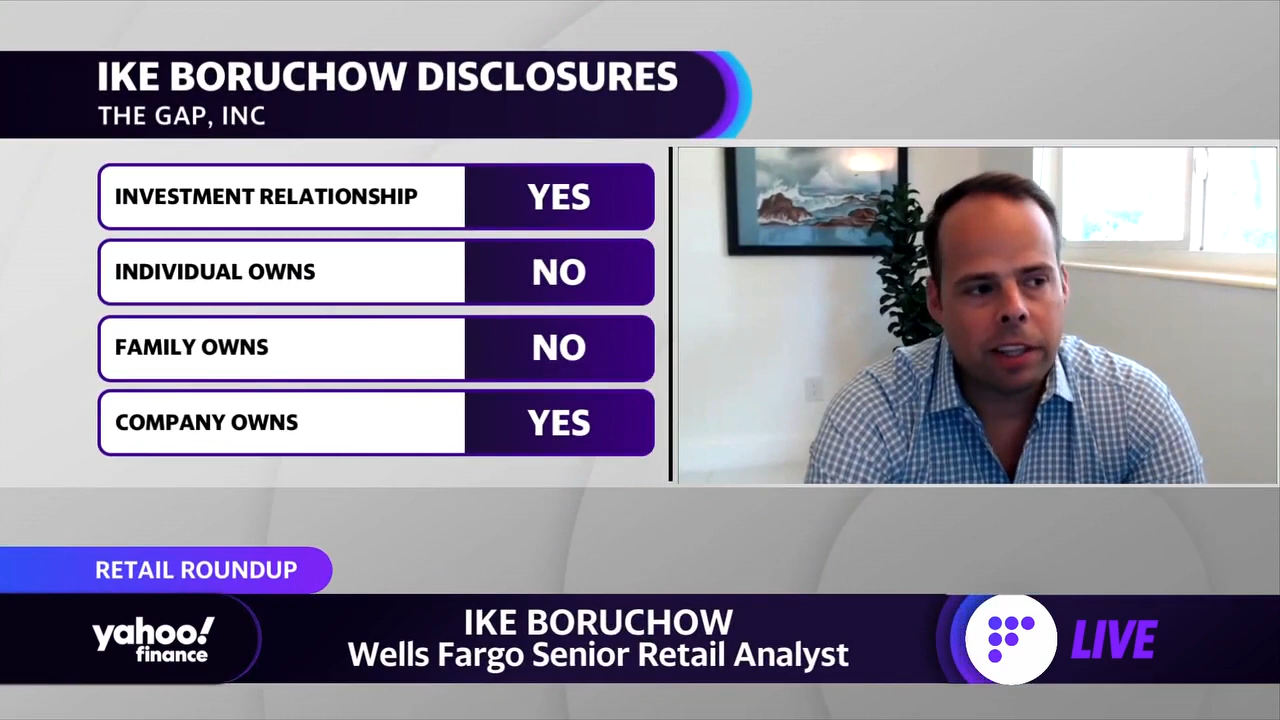 IKE BORUCHOW DISCLOSURES
THE GAP, INC
INVESTMENT RELATIONSHIP YES
INDIVIDUAL OWNS NO
FAMILY OWNS NO
COMPANY OWNS YES
RETAIL ROUNDUP
yahoo!
finance
IKE BORUCHOW
Wells Fargo Senior Retail Analyst
LIVE